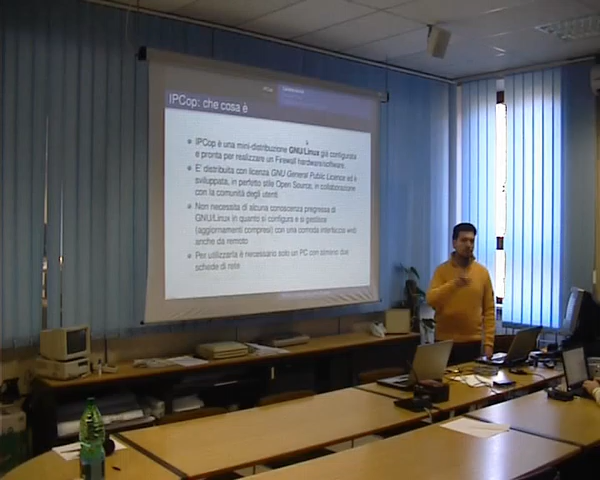 IPCop: che cosa è
IPCop è una mini-distribuzione GNU/Linux già configurata
e pronta per realizzare un Firewall hardware/software.
E' distribuita con licenza GNU General Public Licence ed è
sviluppata, in perfetto stile Open Source, in collaborazione
con la comunità degli utenti
Non necessita di alcuna conoscenza pregressa di
GNU/Linux in quanto si configura e si gestisce
(aggiornamenti compresi) con una comoda interfaccia web
anche da remoto
Per utilizzarla è necessario solo un PC con almeno due
schede di rete